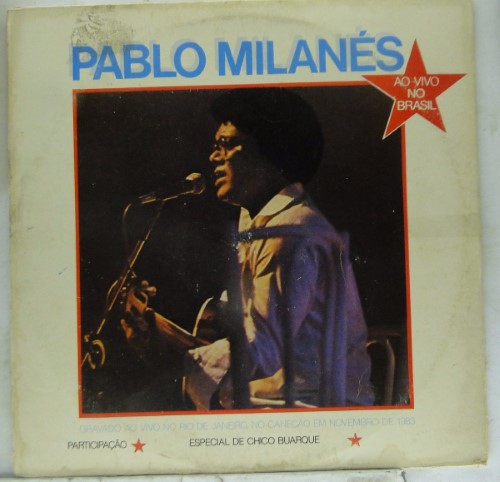 PABLO MILANÉS
AO VIVO
NO
BRASIL
GRAVADO AO VIVO NO RIO DE JANEIRO, NO CANECÃO, EM NOVEMBRO DE 1983
PARTICIPAÇÃO ★ ESPECIAL DE CHICO BUARQUE ★